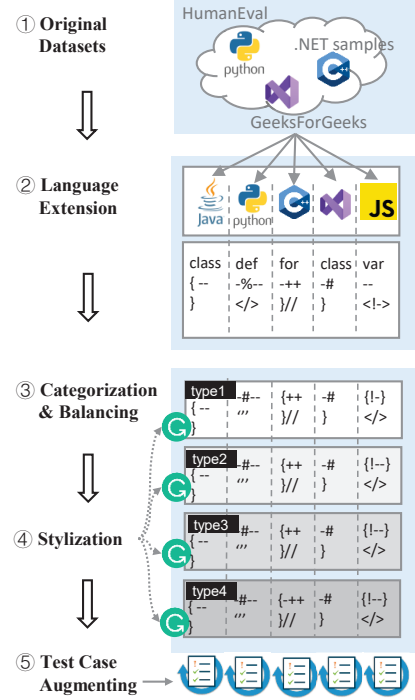 ① Original
Datasets
HumanEval
.NET samples
python
GeeksForGeeks
② Language
Extension
Java
python
JS
class def for class var
{ -- -%-- -++ -# --
} </> }// } <!->
③ Categorization
& Balancing
type1
{ -- -#-- {++ -# {!-}
} ‘’’ }// } </>
type2
{ -- -#-- {++ -# {!--}
} ‘’’ }// } </>
④ Stylization
type3
{ -- -#-- {++ -# {!--}
} ‘’’ }// } </>
type4
{ -- -#-- {-++ -# {!--}
} ‘’’ }// } </>
⑤ Test Case
Augmenting